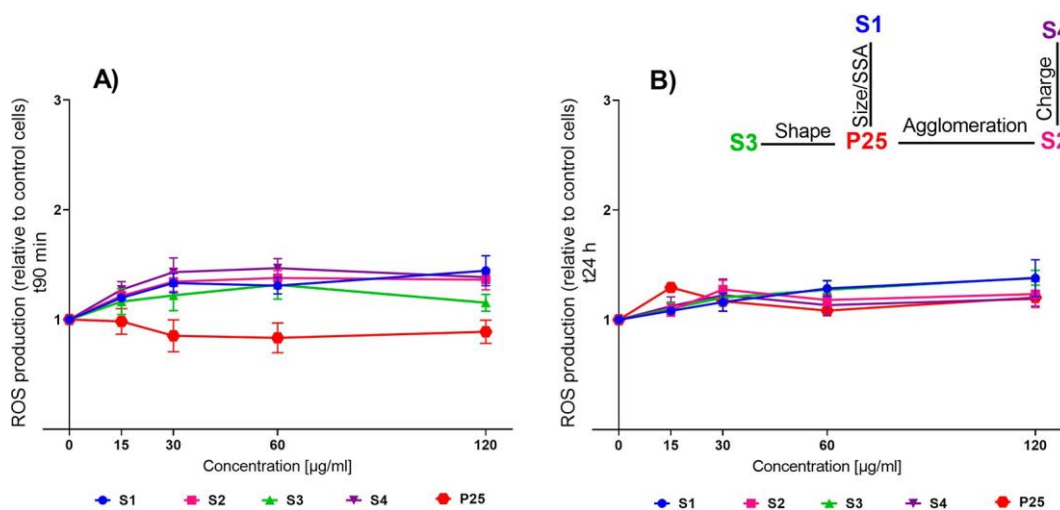 A)
ROS production (relative to control cells)
t90 min
3
2
1
0 15 30 60 120
Concentration [µg/ml]
S1 S2 S3 S4 P25
B)
S1
Size/SSA
S4
Charge
S3 Shape P25 Agglomeration S2
ROS production (relative to control cells)
t24 h
3
2
1
0 15 30 60 120
Concentration [µg/ml]
S1 S2 S3 S4 P25